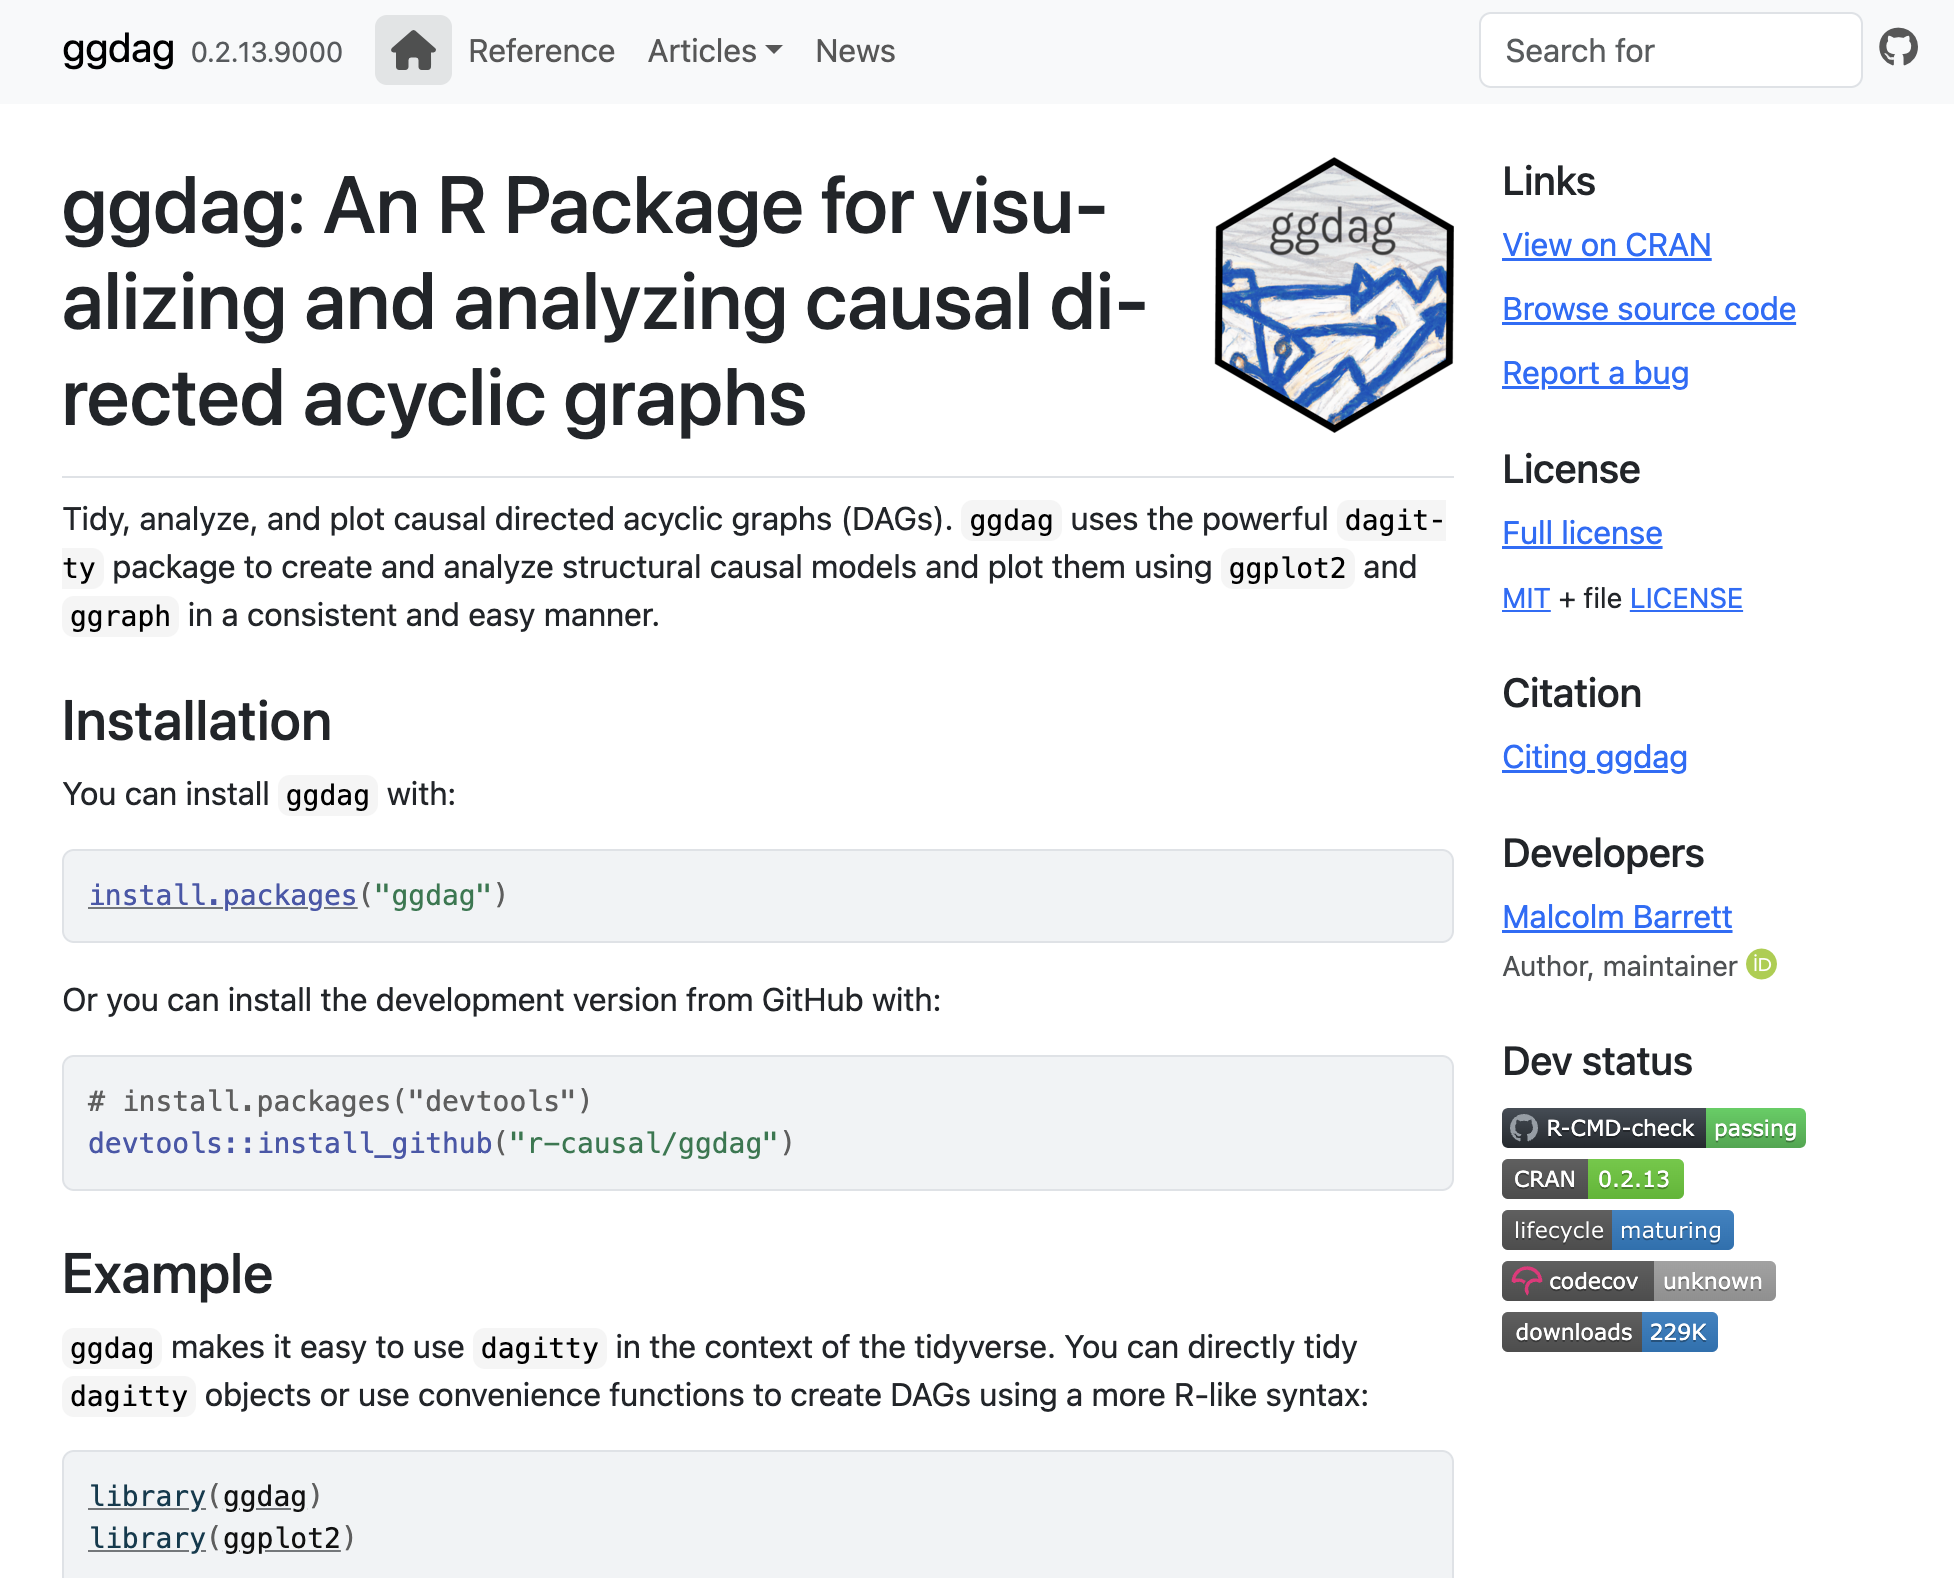 ggdag 0.2.13.9000 Reference Articles News Search for
ggdag: An R Package for visu-
alizing and analyzing causal di-
rected acyclic graphs
ggdag
Tidy, analyze, and plot causal directed acyclic graphs (DAGs). ggdag uses the powerful dagit-
ty package to create and analyze structural causal models and plot them using ggplot2 and
ggraph in a consistent and easy manner.
Installation
You can install ggdag with:
install.packages("ggdag")
Or you can install the development version from GitHub with:
# install.packages("devtools")
devtools::install_github("r-causal/ggdag")
Example
ggdag makes it easy to use dagitty in the context of the tidyverse. You can directly tidy
dagitty objects or use convenience functions to create DAGs using a more R-like syntax:
library(ggdag)
library(ggplot2)
Links
View on CRAN
Browse source code
Report a bug
License
Full license
MIT + file LICENSE
Citation
Citing ggdag
Developers
Malcolm Barrett
Author, maintainer iD
Dev status
R-CMD-check passing
CRAN 0.2.13
lifecycle maturing
codecov unknown
downloads 229K